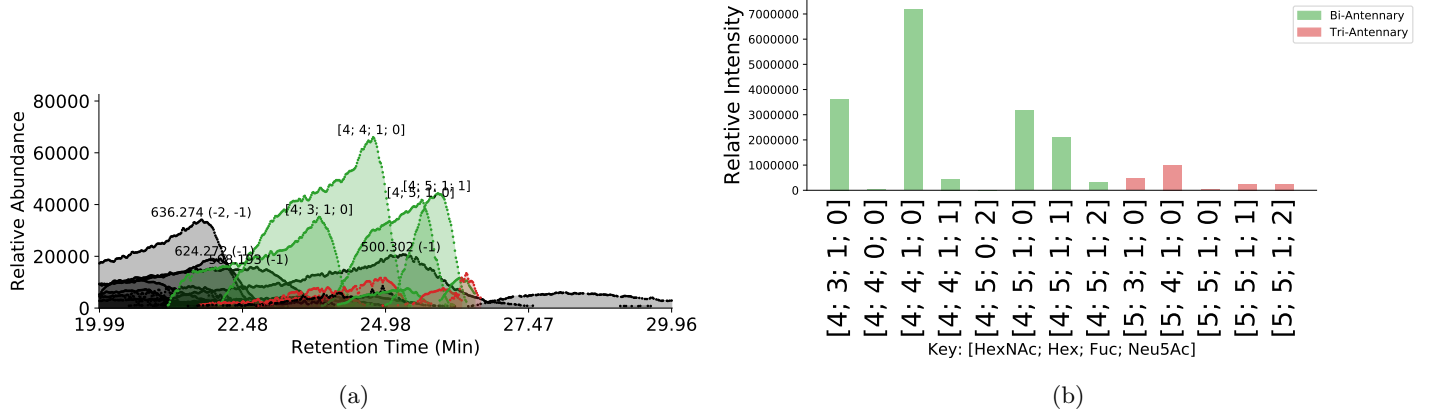 80000
60000
40000
20000
0
Relative Abundance
[4; 4; 1; 0]
[4; 5; 1; 1]
[4; 5; 1; 0]
636.274 (-2, -1)
[4; 3; 1; 0]
624.272 (-1)
568.193 (-1)
500.302 (-1)
19.99 22.48 24.98 27.47 29.96
Retention Time (Min)
(a)
Relative Intensity
7000000
6000000
5000000
4000000
3000000
2000000
1000000
0
Bi-Antennary
Tri-Antennary
[4; 3; 1; 0]
[4; 4; 0; 0]
[4; 4; 1; 0]
[4; 4; 1; 1]
[4; 5; 0; 2]
[4; 5; 1; 0]
[4; 5; 1; 1]
[4; 5; 1; 2]
[5; 3; 1; 0]
[5; 4; 1; 0]
[5; 5; 1; 0]
[5; 5; 1; 1]
[5; 5; 1; 2]
Key: [HexNAc; Hex; Fuc; Neu5Ac]
(b)